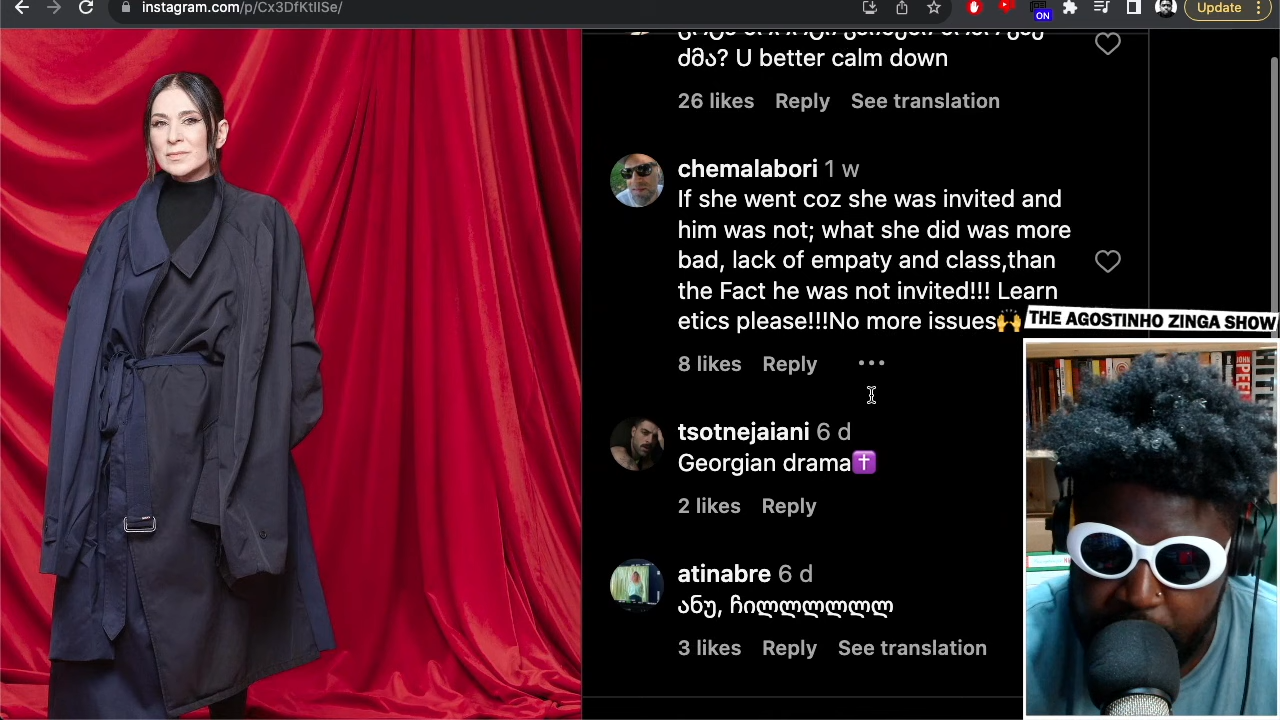 instagram.com/p/Cx3DfKtIISe/
ON
Update
ძმა? U better calm down
26 likes Reply See translation
chemalabori 1 w
If she went coz she was invited and
him was not; what she did was more
bad, lack of empaty and class,than
the Fact he was not invited!!! Learn
etics please!!!No more issues🙌
8 likes Reply
THE AGOSTINHO ZINGA SHOW
tsotnejaiani 6 d
Georgian drama✝️
2 likes Reply
atinabre 6 d
ანუ, ჩილლლლლლ
3 likes Reply See translation